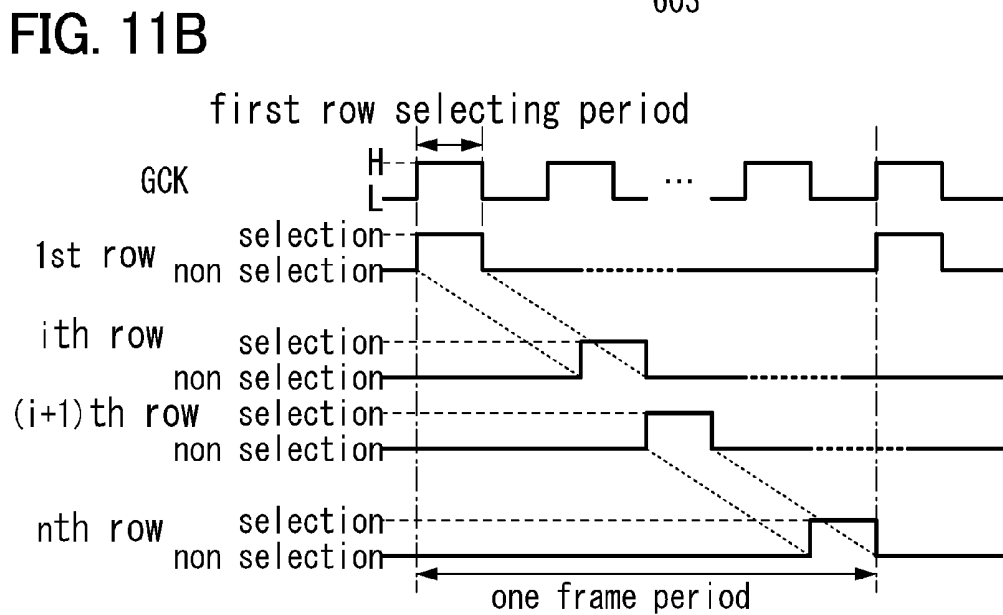 603
FIG. 11B
first row selecting period
H
GCK
L
...
selection
1st row
non selection
ith row
selection
non selection
(i+1)th row
selection
non selection
nth row
selection
non selection
one frame period